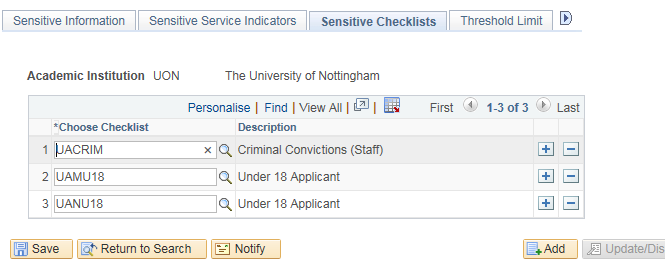 Sensitive Information Sensitive Service Indicators Sensitive Checklists Threshold Limit
Academic Institution UON The University of Nottingham
Personalise | Find | View All | | First 1-3 of 3 Last
*Choose Checklist Description
1 UACRIM × Criminal Convictions (Staff) + −
2 UAMU18 Under 18 Applicant + −
3 UANU18 Under 18 Applicant + −
Save Return to Search Notify Add Update/Dis